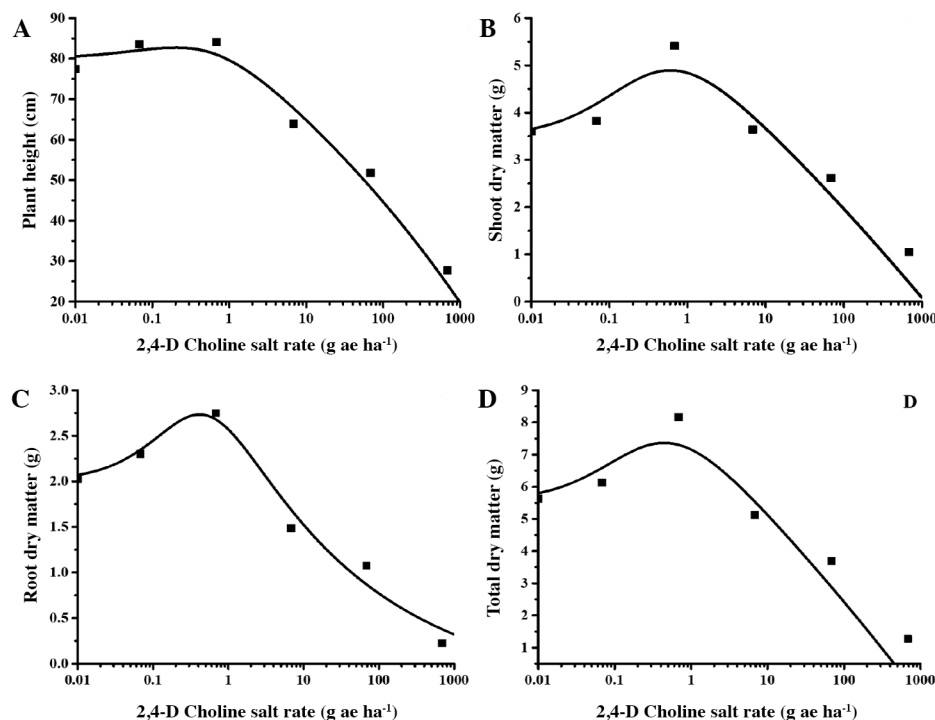 A
Plant height (cm)
90
80
70
60
50
40
30
20
0.01 0.1 1 10 100 1000
2,4-D Choline salt rate (g ae ha⁻¹)
B
Shoot dry matter (g)
6
5
4
3
2
1
0
0.01 0.1 1 10 100 1000
2,4-D Choline salt rate (g ae ha⁻¹)
C
Root dry matter (g)
3.0
2.5
2.0
1.5
1.0
0.5
0.0
0.01 0.1 1 10 100 1000
2,4-D Choline salt rate (g ae ha⁻¹)
D
D
Total dry matter (g)
9
8
7
6
5
4
3
2
1
0.01 0.1 1 10 100 1000
2,4-D Choline salt rate (g ae ha⁻¹)